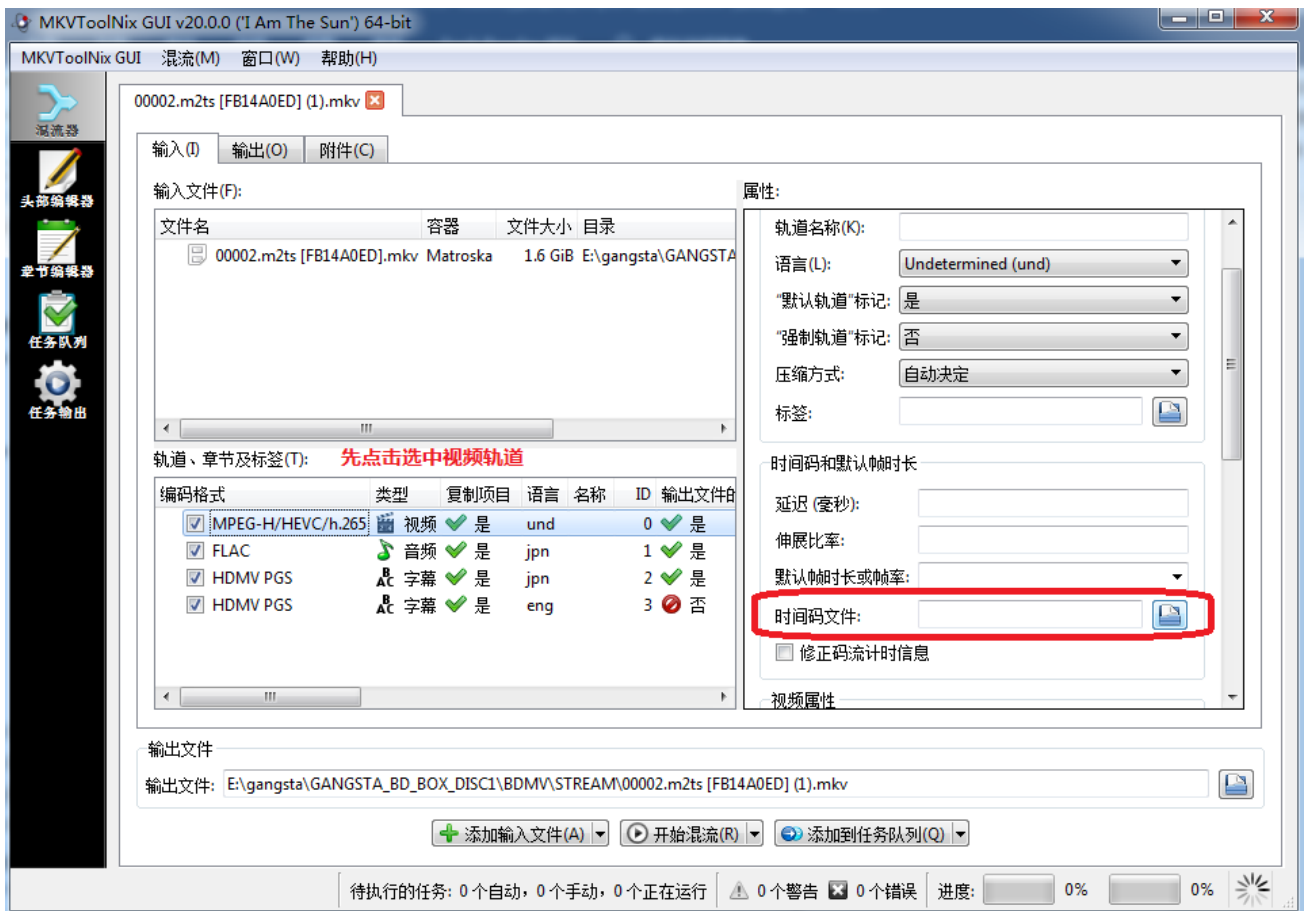 MKVToolNix GUI v20.0.0 ('I Am The Sun') 64-bit
MKVToolNix GUI 混流(M) 窗口(W) 帮助(H)
混流器
头部编辑器
章节编辑器
任务队列
任务输出
00002.m2ts [FB14A0ED] (1).mkv
输入(I) 输出(O) 附件(C)
输入文件(F):
文件名 容器 文件大小 目录
00002.m2ts [FB14A0ED].mkv Matroska 1.6 GiB E:\gangsta\GANGSTA
轨道、章节及标签(T): 先点击选中视频轨道
编码格式 类型 复制项目 语言 名称 ID 输出文件的
MPEG-H/HEVC/h.265 视频 是 und 0 是
FLAC 音频 是 jpn 1 是
HDMV PGS 字幕 是 jpn 2 是
HDMV PGS 字幕 是 eng 3 否
属性:
轨道名称(K):
语言(L): Undetermined (und)
"默认轨道"标记: 是
"强制轨道"标记: 否
压缩方式: 自动决定
标签:
时间码和默认帧时长
延迟 (毫秒):
伸展比率:
默认帧时长或帧率:
时间码文件:
修正码流计时信息
视频属性
输出文件
输出文件: E:\gangsta\GANGSTA_BD_BOX_DISC1\BDMV\STREAM\00002.m2ts [FB14A0ED] (1).mkv
添加输入文件(A) 开始混流(R) 添加到任务队列(Q)
待执行的任务: 0 个自动，0 个手动，0 个正在运行 0 个警告 0 个错误 进度: 0% 0%